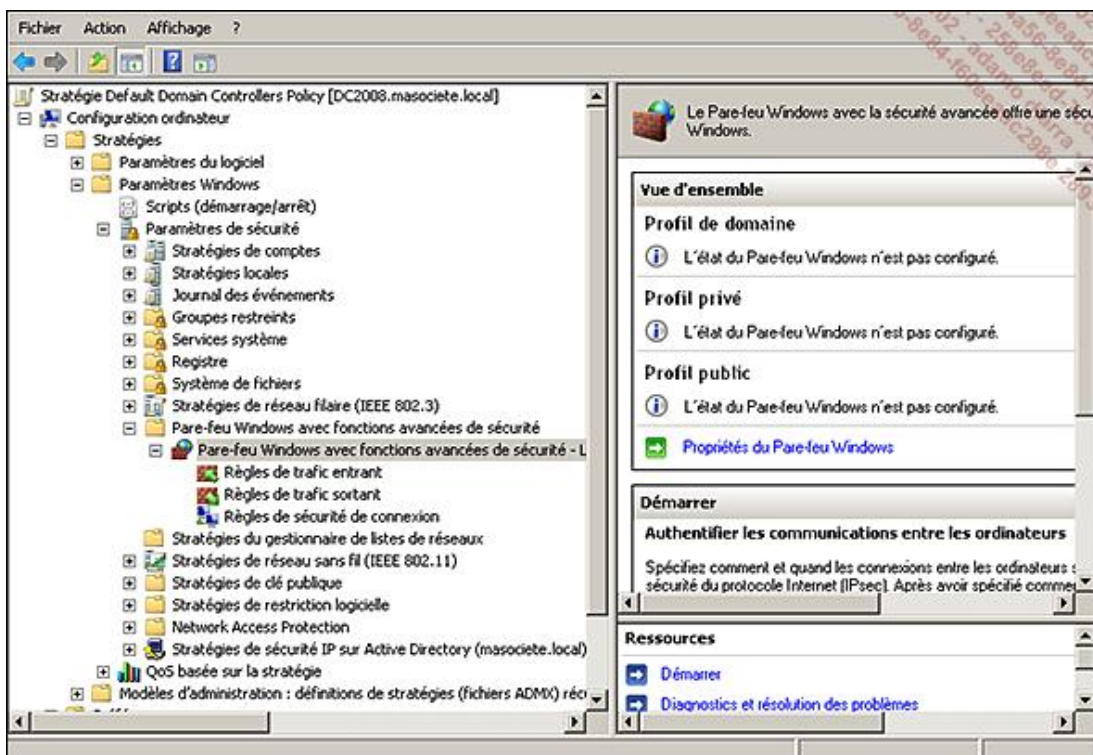 Fichier Action Affichage ?
Stratégie Default Domain Controllers Policy [DC2008.masociete.local]
Configuration ordinateur
Stratégies
Paramètres du logiciel
Paramètres Windows
Scripts (démarrage/arrêt)
Paramètres de sécurité
Stratégies de comptes
Stratégies locales
Journal des événements
Groupes restreints
Services système
Registre
Système de fichiers
Stratégies de réseau filaire (IEEE 802.3)
Pare-feu Windows avec fonctions avancées de sécurité
Pare-feu Windows avec fonctions avancées de sécurité - L
Règles de trafic entrant
Règles de trafic sortant
Règles de sécurité de connexion
Stratégies du gestionnaire de listes de réseaux
Stratégies de réseau sans fil (IEEE 802.11)
Stratégies de clé publique
Stratégies de restriction logicielle
Network Access Protection
Stratégies de sécurité IP sur Active Directory (masociete.local)
QoS basée sur la stratégie
Modèles d'administration : définitions de stratégies (fichiers ADMX) réc
Le Pare-feu Windows avec la sécurité avancée offre une sécu
Windows.
Vue d'ensemble
Profil de domaine
L'état du Pare-feu Windows n'est pas configuré.
Profil privé
L'état du Pare-feu Windows n'est pas configuré.
Profil public
L'état du Pare-feu Windows n'est pas configuré.
Propriétés du Pare-feu Windows
Démarrer
Authentifier les communications entre les ordinateurs
Spécifiez comment et quand les connexions entre les ordinateurs s
sécurité du protocole Internet (IPsec). Après avoir spécifié commen
Ressources
Démarrer
Diagnostics et résolution des problèmes